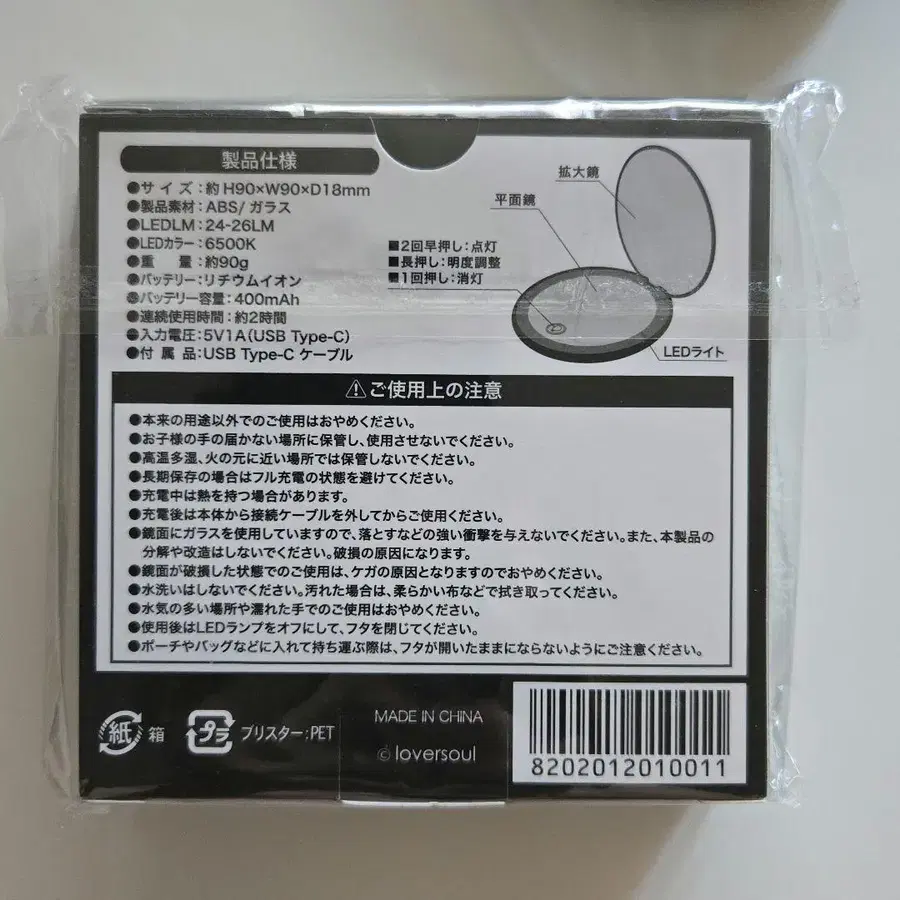 製品仕様
●サイズ:約H90×W90×D18mm
●製品素材:ABS/ガラス
●LEDLM:24-26LM
●LEDカラー:6500K
●重量:約90g
●バッテリー:リチウムイオン
●バッテリー容量:400mAh
●連続使用時間:約2時間
●入力電圧:5V1A(USB Type-C)
●付属品:USB Type-C ケーブル
■2回早押し:点灯
■長押し:明度調整
■1回押し:消灯
拡大鏡
平面鏡
LEDライト
⚠ご使用上の注意
●本来の用途以外でのご使用はおやめください。
●お子様の手の届かない場所に保管し、使用させないでください。
●高温多湿、火の元に近い場所では保管しないでください。
●長期保存の場合はフル充電の状態を避けてください。
●充電中は熱を持つ場合があります。
●充電後は本体から接続ケーブルを外してからご使用ください。
●鏡面にガラスを使用していますので、落とすなどの強い衝撃を与えないでください。また、本製品の
分解や改造はしないでください。破損の原因になります。
●鏡面が破損した状態でのご使用は、ケガの原因となりますのでおやめください。
●水洗いはしないでください。汚れた場合は、柔らかい布などで拭き取ってください。
●水気の多い場所や濡れた手でのご使用はおやめください。
●使用後はLEDランプをオフにして、フタを閉じてください。
●ポーチやバッグなどに入れて持ち運ぶ際は、フタが開いたままにならないようにご注意ください。
紙 箱
プラ ブリスター:PET
MADE IN CHINA
© loversoul
8202012010011